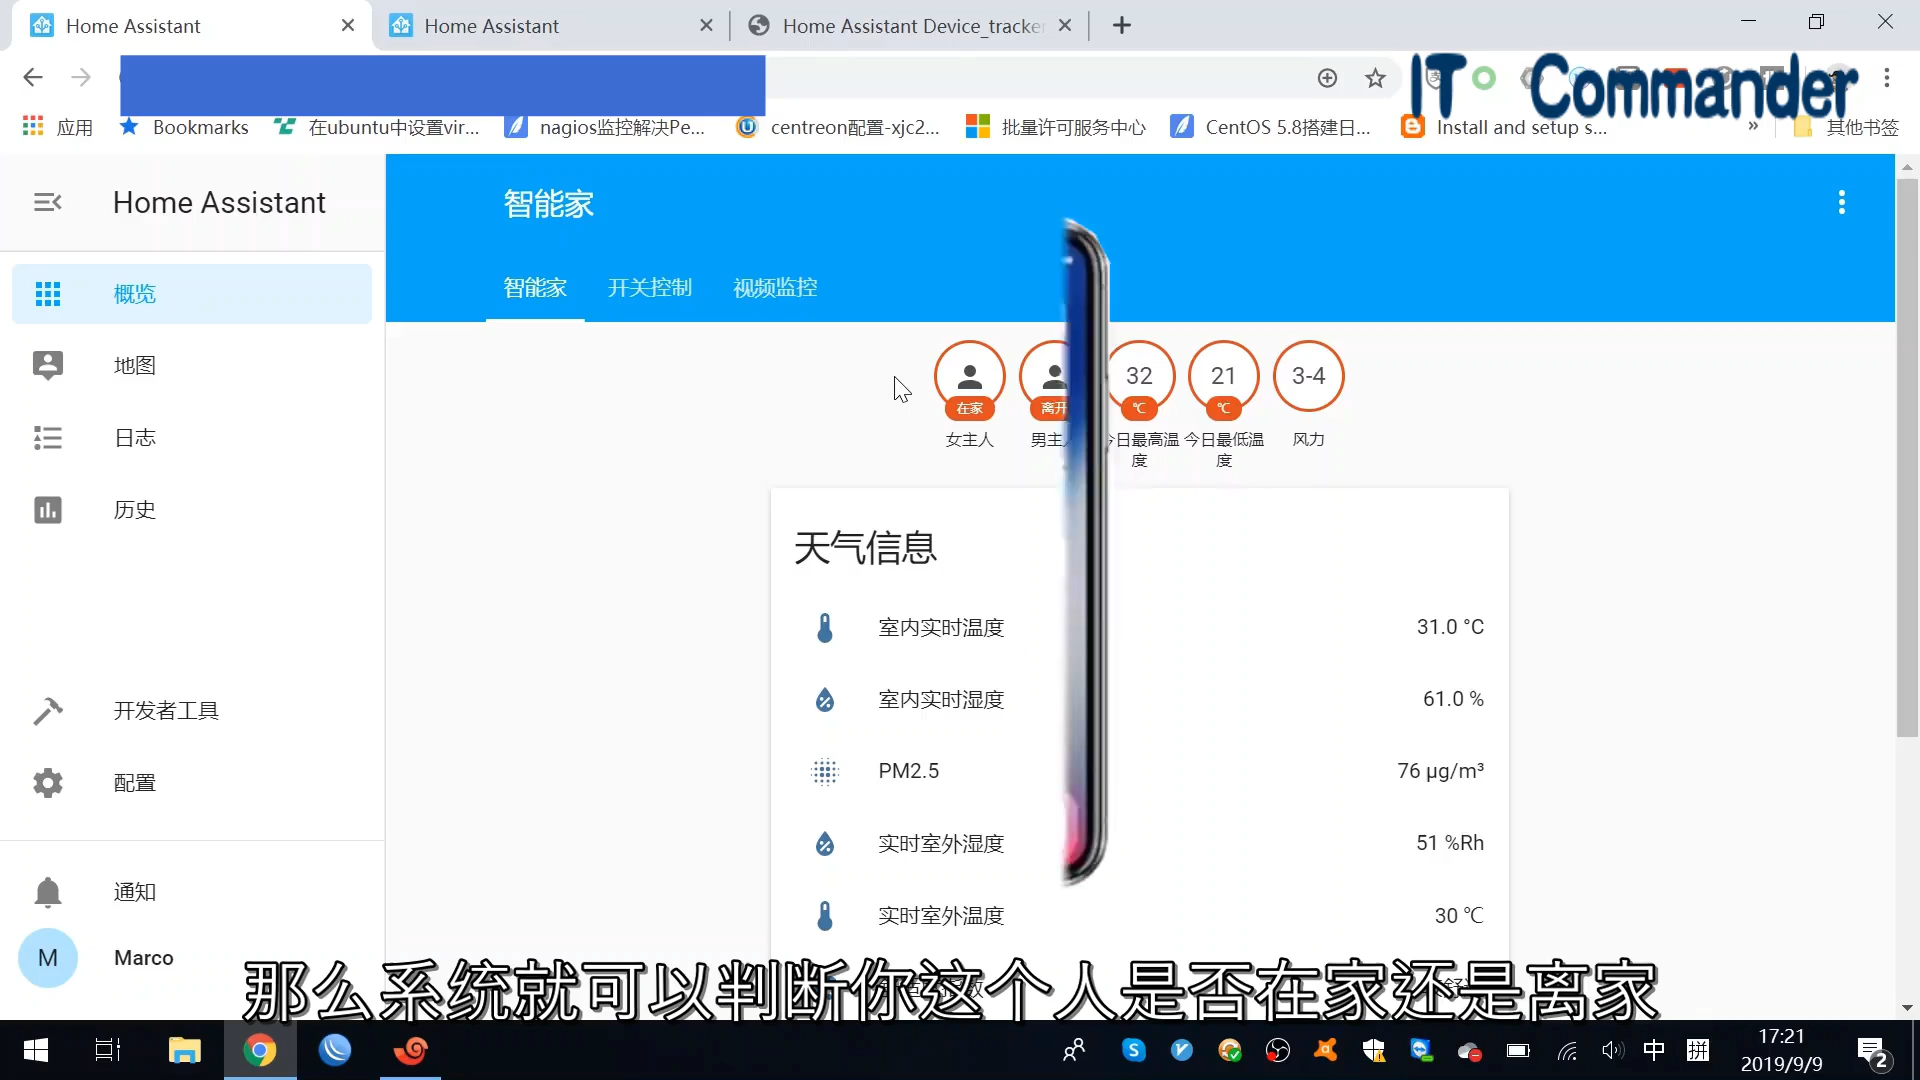 Home Assistant
Home Assistant
Home Assistant Device_tracker
IT Commander
应用
Bookmarks
在ubuntu中设置vir...
nagios监控解决Pe...
centreon配置-xjc2...
批量许可服务中心
CentOS 5.8搭建日...
Install and setup s...
»
其他书签
Home Assistant
智能家
概览
智能家
开关控制
视频监控
地图
日志
历史
32
21
3-4
在家
离开
℃
℃
女主人
男主
今日最高温度
今日最低温度
风力
天气信息
室内实时温度
31.0 °C
室内实时湿度
61.0 %
PM2.5
76 μg/m³
实时室外湿度
51 %Rh
实时室外温度
30 ℃
开发者工具
配置
通知
M
Marco
那么系统就可以判断你这个人是否在家还是离家
中
拼
17:21
2019/9/9
2